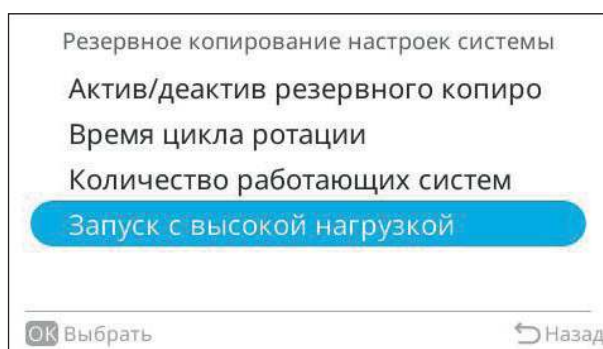 Резервное копирование настроек системы
Актив/деактив резервного копиро
Время цикла ротации
Количество работающих систем
Запуск с высокой нагрузкой
OK Выбрать
Назад